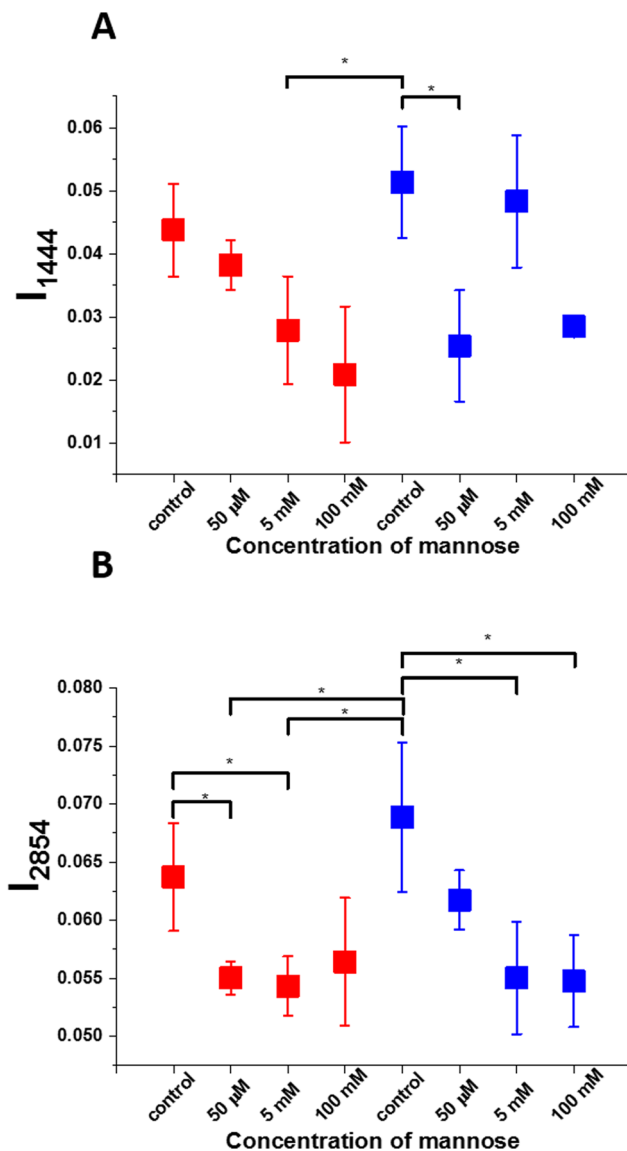 A
* *
0.06
0.05
0.04
0.03
0.02
0.01
I1444
control 50 µM 5 mM 100 mM control 50 µM 5 mM 100 mM
Concentration of mannose
B
* * * * * *
0.080
0.075
0.070
0.065
0.060
0.055
0.050
I2854
control 50 µM 5 mM 100 mM control 50 µM 5 mM 100 mM
Concentration of mannose